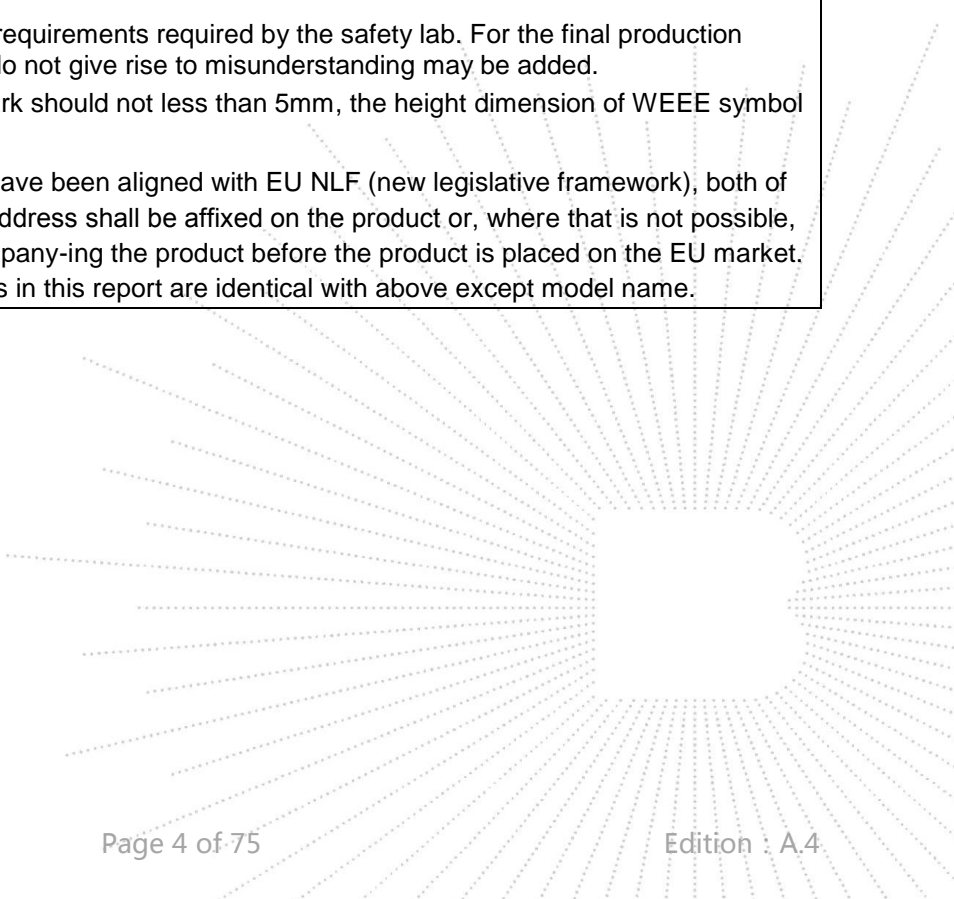 requirements required by the safety lab. For the final production
do not give rise to misunderstanding may be added.
rk should not less than 5mm, the height dimension of WEEE symbol
ave been aligned with EU NLF (new legislative framework), both of
ddress shall be affixed on the product or, where that is not possible,
pany-ing the product before the product is placed on the EU market.
s in this report are identical with above except model name.
Page 4 of 75
Edition : A.4